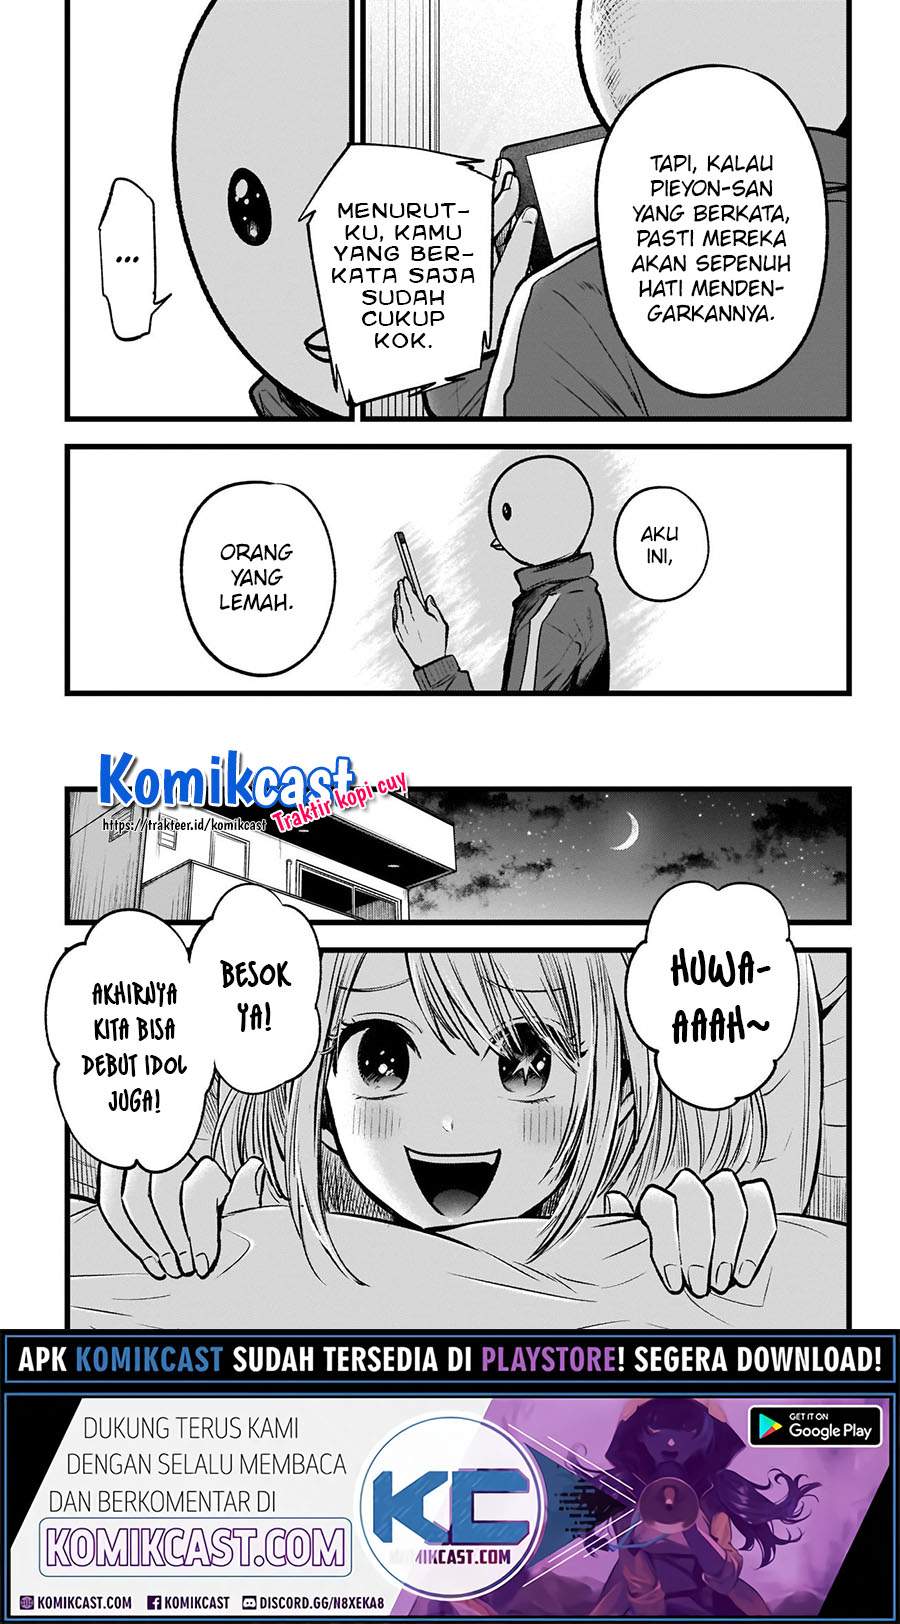 TAPI, KALAU
PIEYON-SAN
YANG BERKATA,
PASTI MEREKA
AKAN SEPENUH
HATI MENDEN-
GARKANNYA.
MENURUT-
KU, KAMU
YANG BER-
KATA SAJA
SUDAH
CUKUP
KOK.
...
AKU
INI,
ORANG
YANG
LEMAH.
Komikcast
Traktir kopi cuy
https://trakteer.id/komikcast
HUWA-
AAAH~
BESOK
YA!
AKHIRNYA
KITA BISA
DEBUT IDOL
JUGA!
APK KOMIKCAST SUDAH TERSEDIA DI PLAYSTORE! SEGERA DOWNLOAD!
DUKUNG TERUS KAMI
DENGAN SELALU MEMBACA
DAN BERKOMENTAR DI
KOMIKCAST.COM
KC
KOMIKCAST.COM
GET IT ON
Google Play
KOMIKCAST.COM KOMIKCAST.COM DISCORD.GG/N8XEKA8